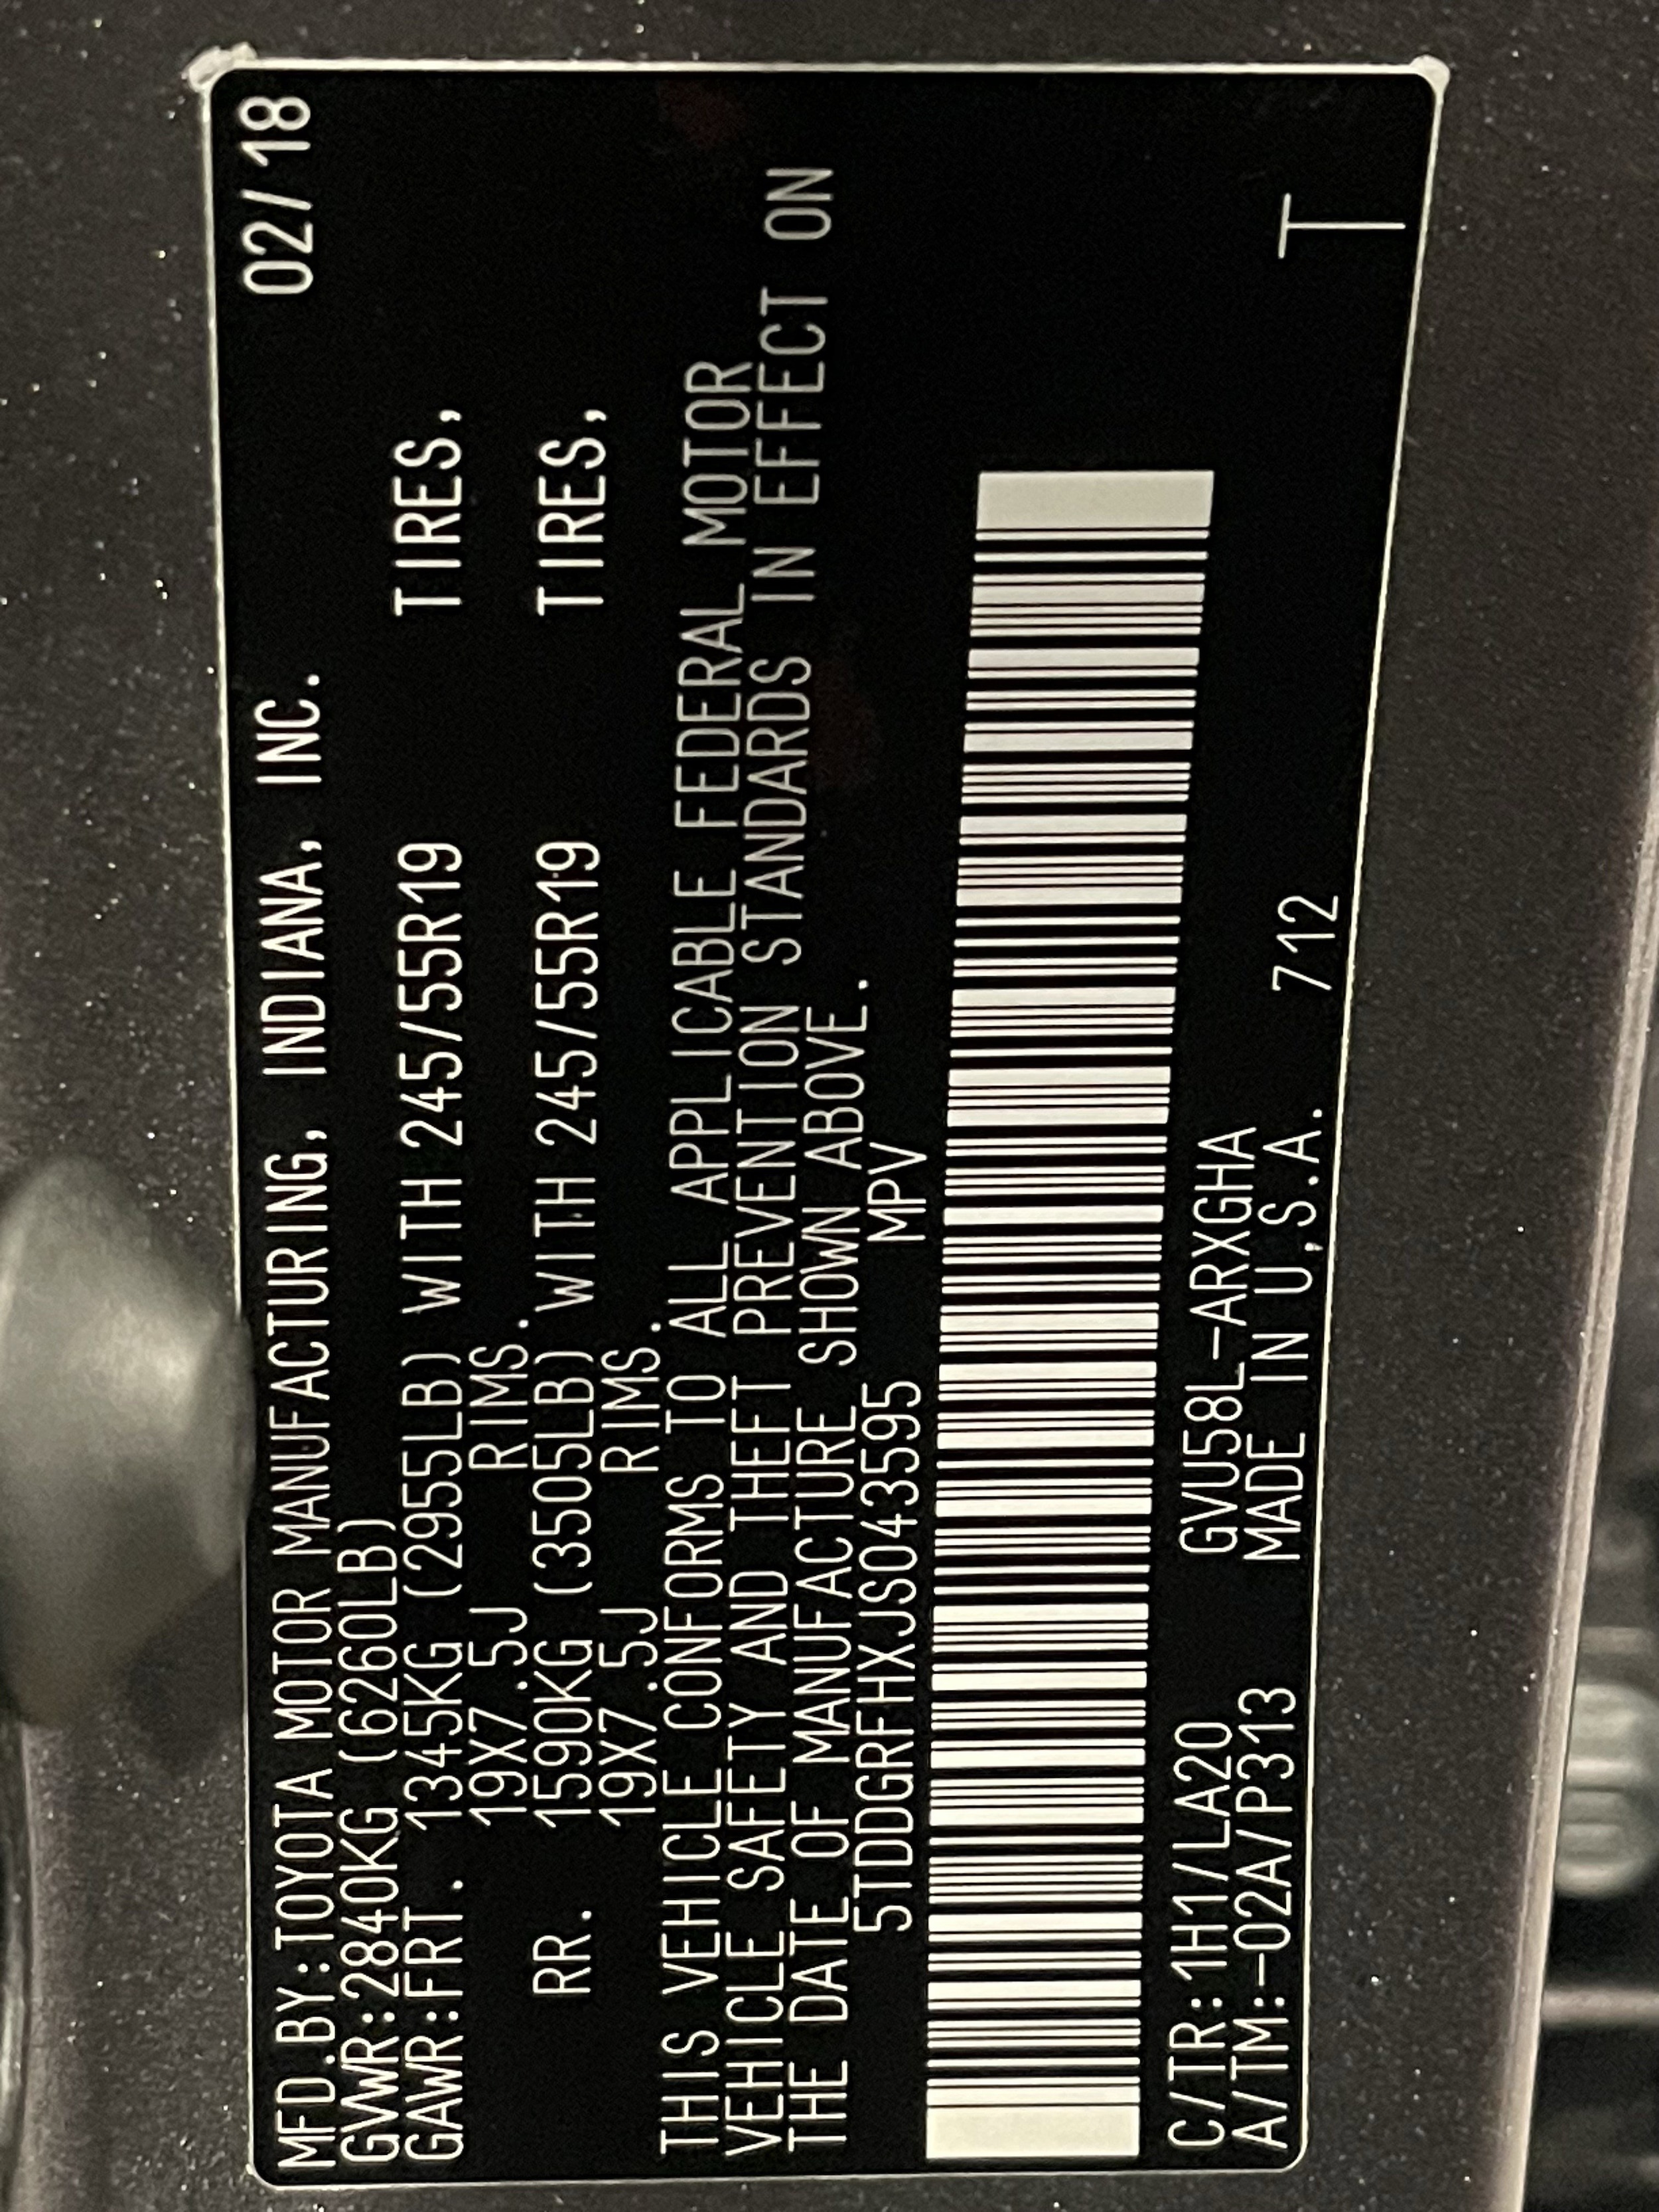 MFD.BY:TOYOTA MOTOR MANUFACTURING, INDIANA, INC. 02/18
GVWR:2840KG (6260LB)
GAWR:FRT. 1345KG (2955LB) WITH 245/55R19 TIRES,
19X7.5J RIMS.
RR. 1590KG (3505LB) WITH 245/55R19 TIRES,
19X7.5J RIMS.
THIS VEHICLE CONFORMS TO ALL APPLICABLE FEDERAL MOTOR
VEHICLE SAFETY AND THEFT PREVENTION STANDARDS IN EFFECT ON
THE DATE OF MANUFACTURE SHOWN ABOVE.
5TDDGRFHXJS043595 MPV
C/TR:1H1/LA20 GVU58L-ARXGHA
A/TM:-02A/P313 MADE IN U.S.A. 712 T